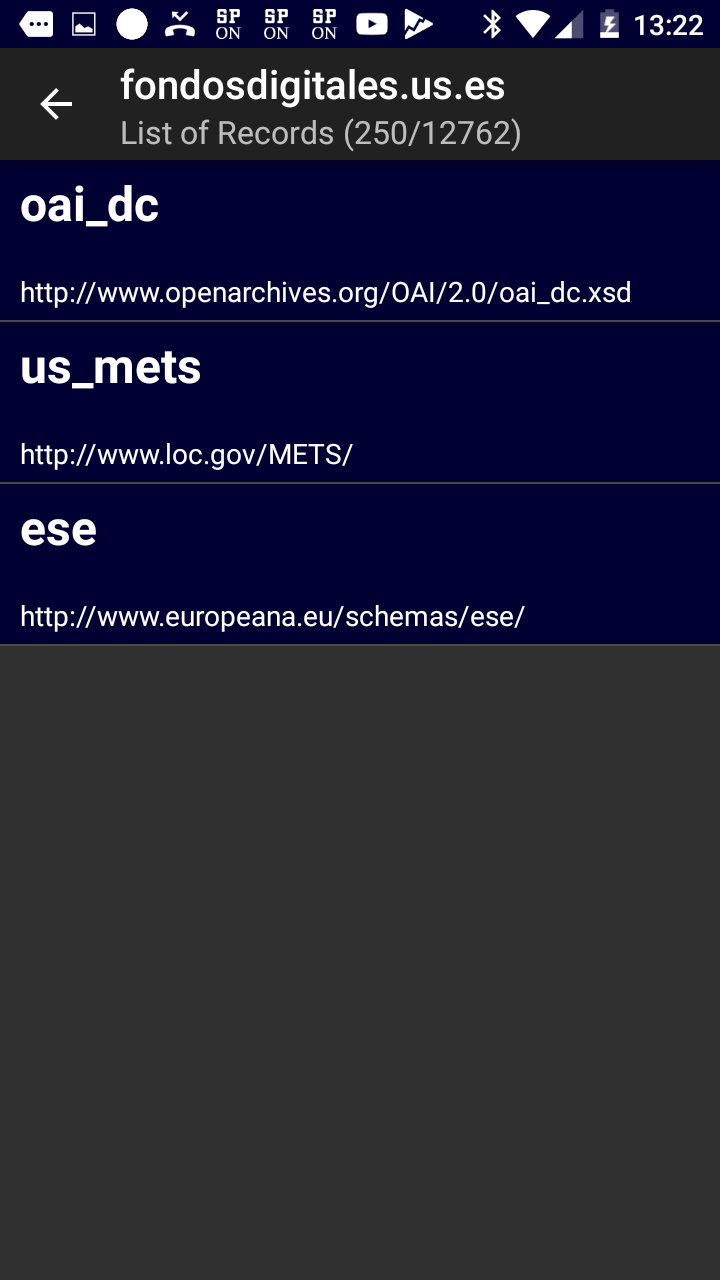 SP ON SP ON SP ON 13:22
fondosdigitales.us.es
List of Records (250/12762)
oai_dc
http://www.openarchives.org/OAI/2.0/oai_dc.xsd
us_mets
http://www.loc.gov/METS/
ese
http://www.europeana.eu/schemas/ese/